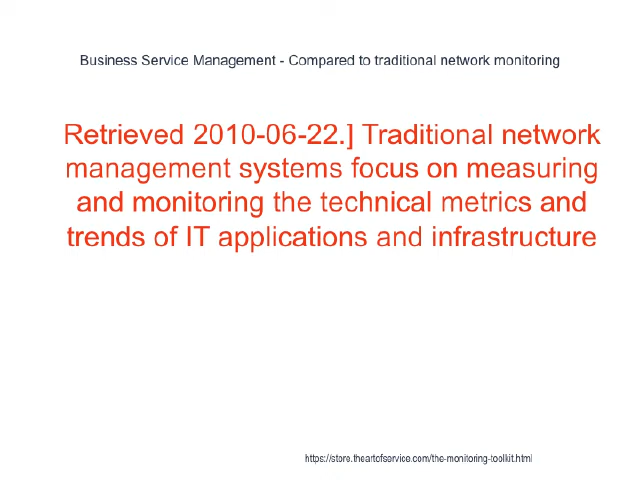 Business Service Management - Compared to traditional network monitoring
Retrieved 2010-06-22.] Traditional network
management systems focus on measuring
and monitoring the technical metrics and
trends of IT applications and infrastructure
https://store.theartofservice.com/the-monitoring-toolkit.html